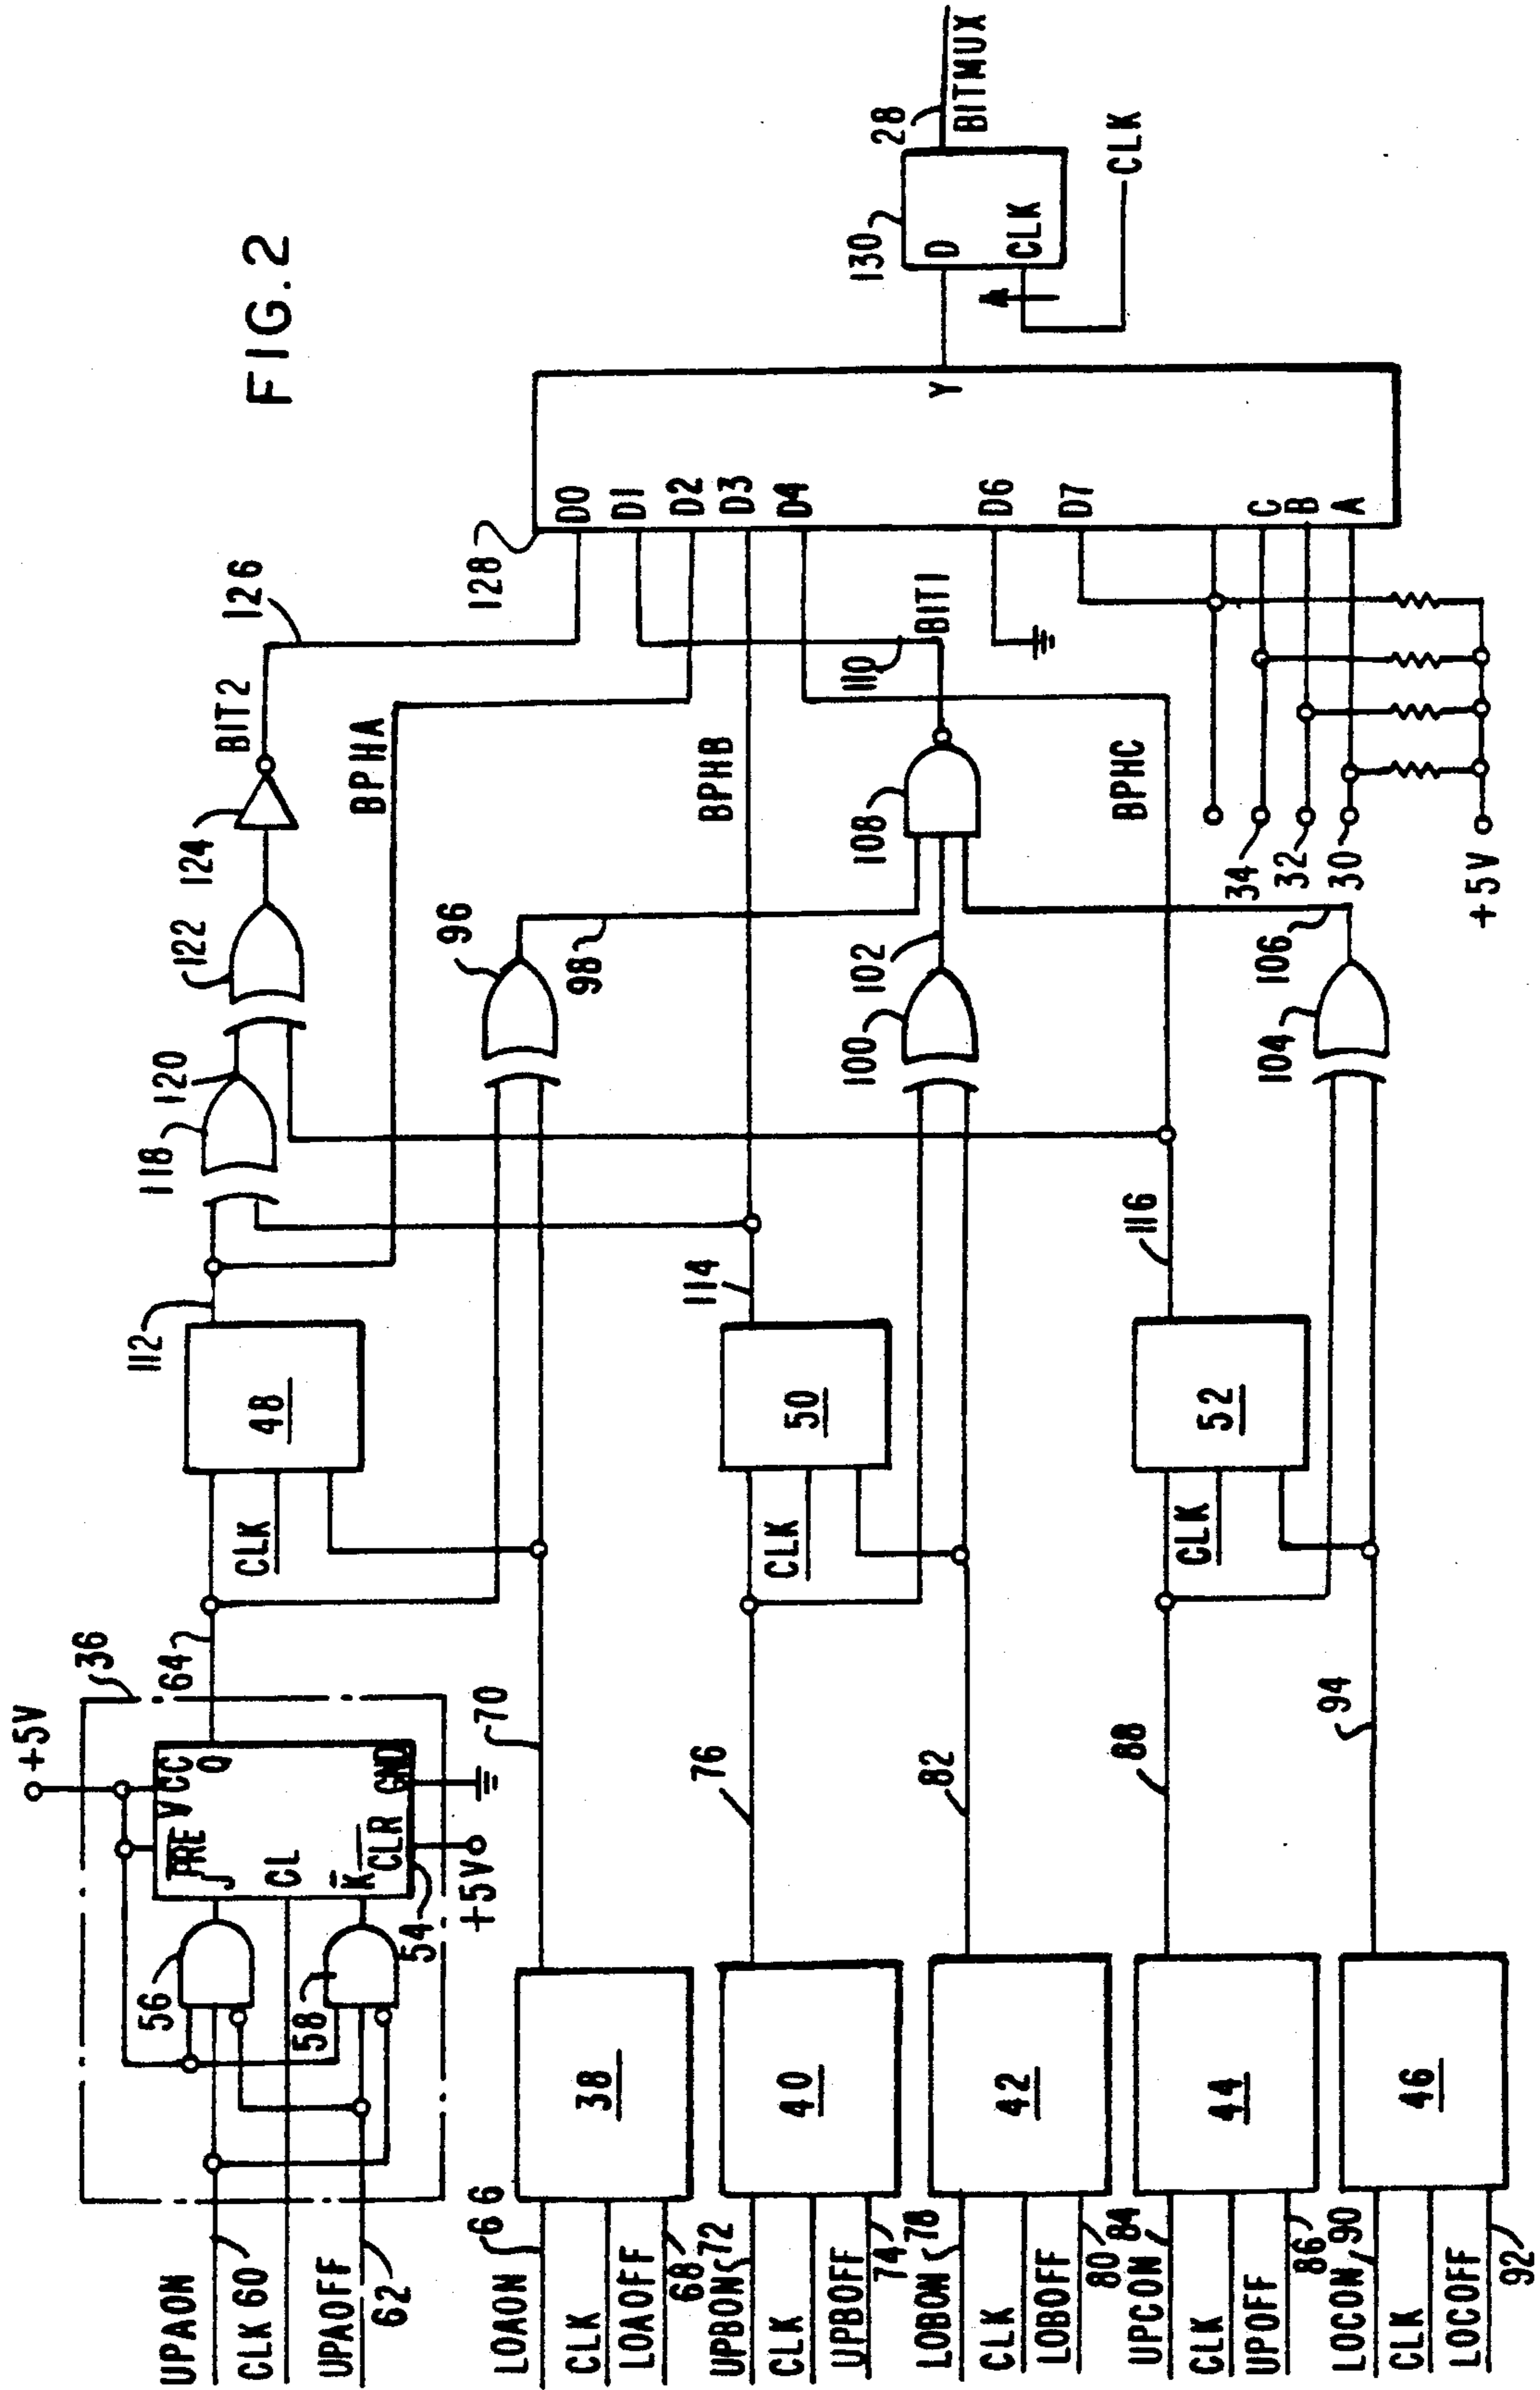 FIG.2
+5V
36
UPAON
CLK 60
UPAOFF
62
56
58
54
VCC
PRE
J
Q
CL
K
CLR
GND
+5V
64
CLK
48
112
118
120
122
124
BIT2
126
BPHA
LOAON
66
CLK
LOAOFF
68
38
70
96
98
UPBON
72
CLK
UPBOFF
74
40
76
CLK
50
114
BPHB
LOBON
78
CLK
LOBOFF
80
42
82
100
102
108
110
BIT1
UPCON
84
CLK
UPOFF
86
44
88
CLK
52
116
BPHC
LOCON
90
CLK
LOCOFF
92
46
94
104
106
128
D0
D1
D2
D3
D4
D6
D7
C
B
A
Y
34
32
30
+5V
130
D
CLK
28
BITMUX
CLK